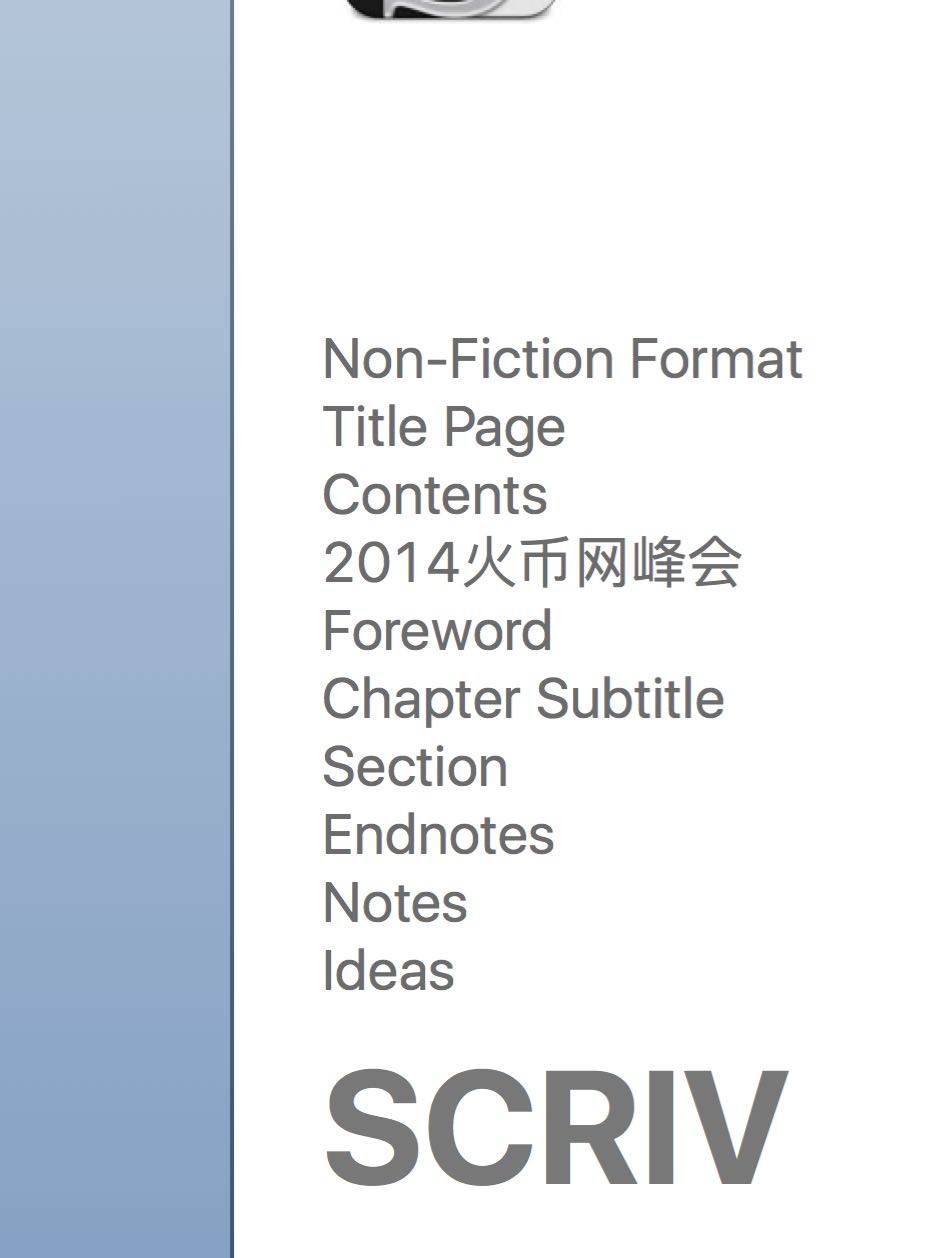 Non-Fiction Format
Title Page
Contents
2014火币网峰会
Foreword
Chapter Subtitle
Section
Endnotes
Notes
Ideas
SCRIV